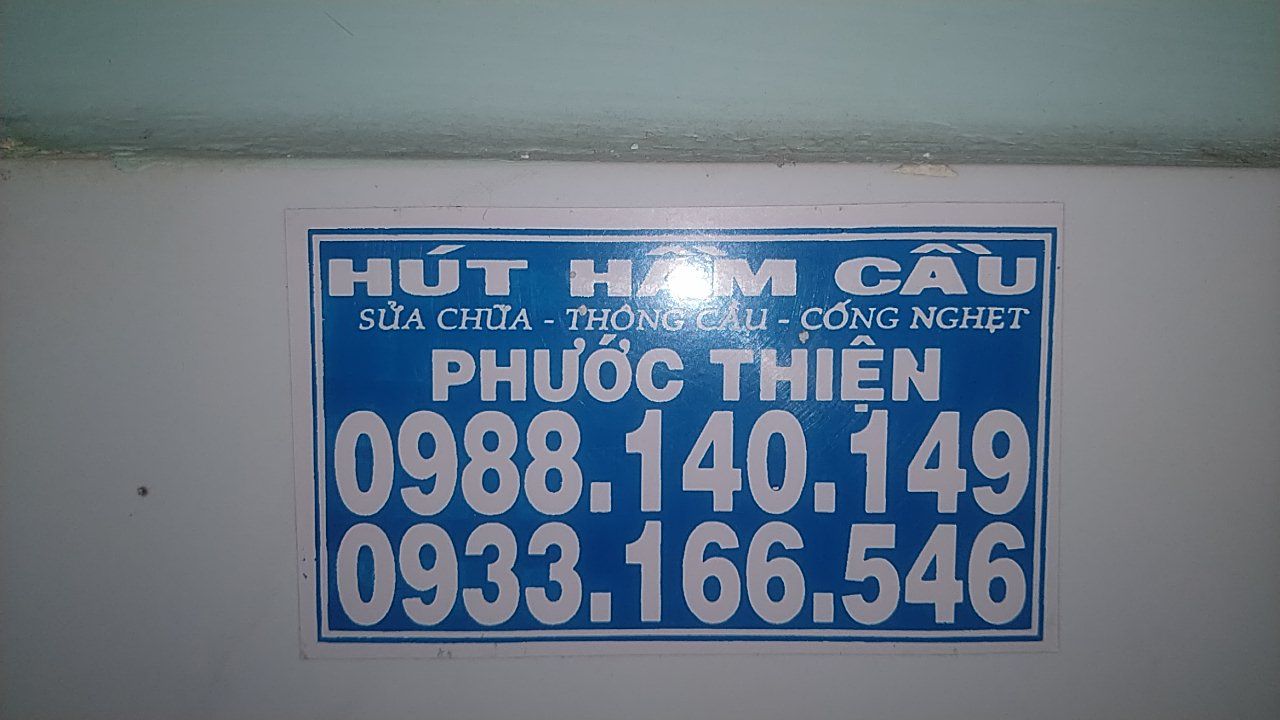 HÚT HẦM CẦU
SỬA CHỮA - THÔNG CẦU - CỐNG NGHẸT
PHƯỚC THIỆN
0988.140.149
0933.166.546